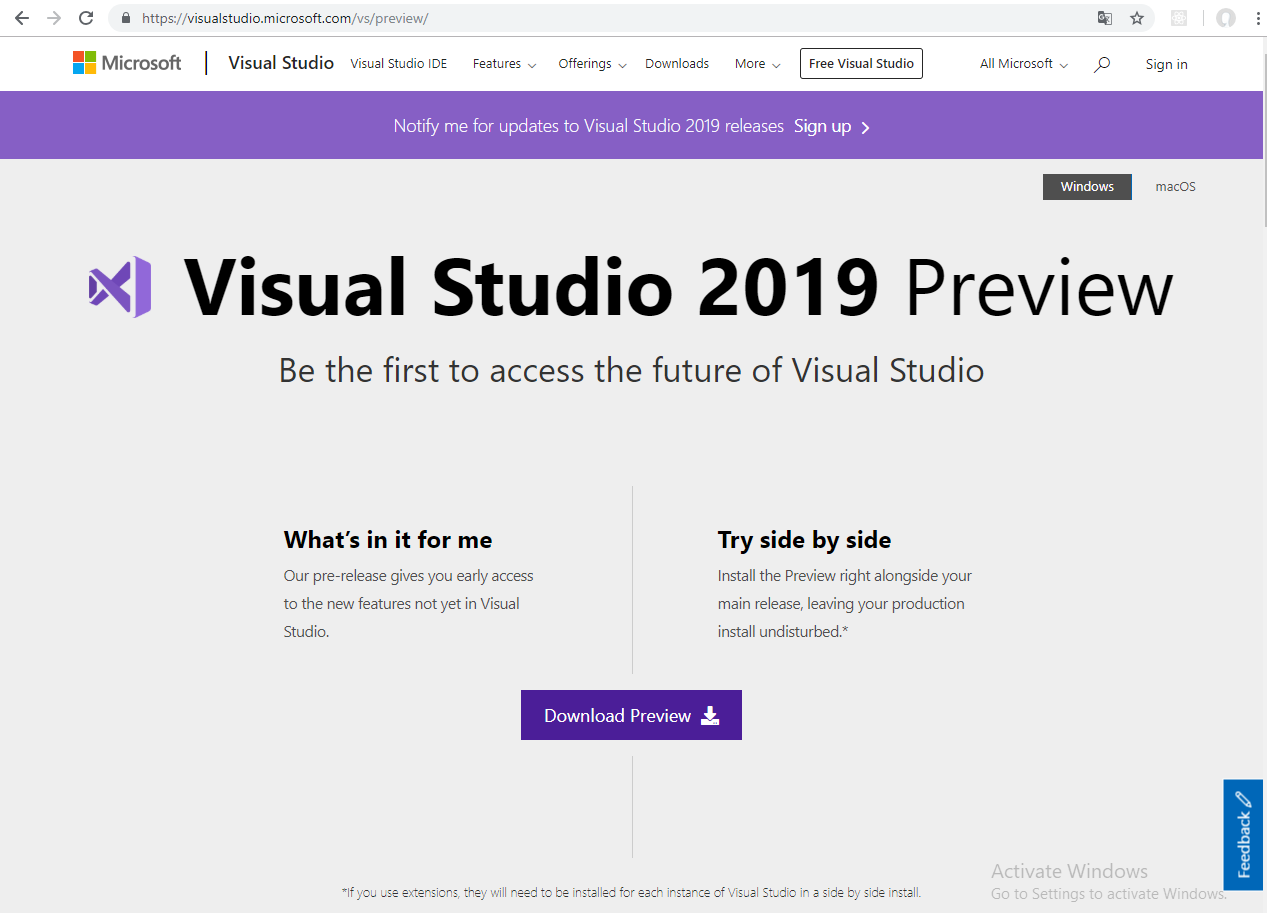 https://visualstudio.microsoft.com/vs/preview/
Microsoft Visual Studio Visual Studio IDE Features Offerings Downloads More Free Visual Studio All Microsoft Sign in
Notify me for updates to Visual Studio 2019 releases Sign up
Windows macOS
Visual Studio 2019 Preview
Be the first to access the future of Visual Studio
What's in it for me
Our pre-release gives you early access
to the new features not yet in Visual
Studio.
Try side by side
Install the Preview right alongside your
main release, leaving your production
install undisturbed.*
Download Preview
Feedback
Activate Windows
Go to Settings to activate Windows.
*If you use extensions, they will need to be installed for each instance of Visual Studio in a side by side install.